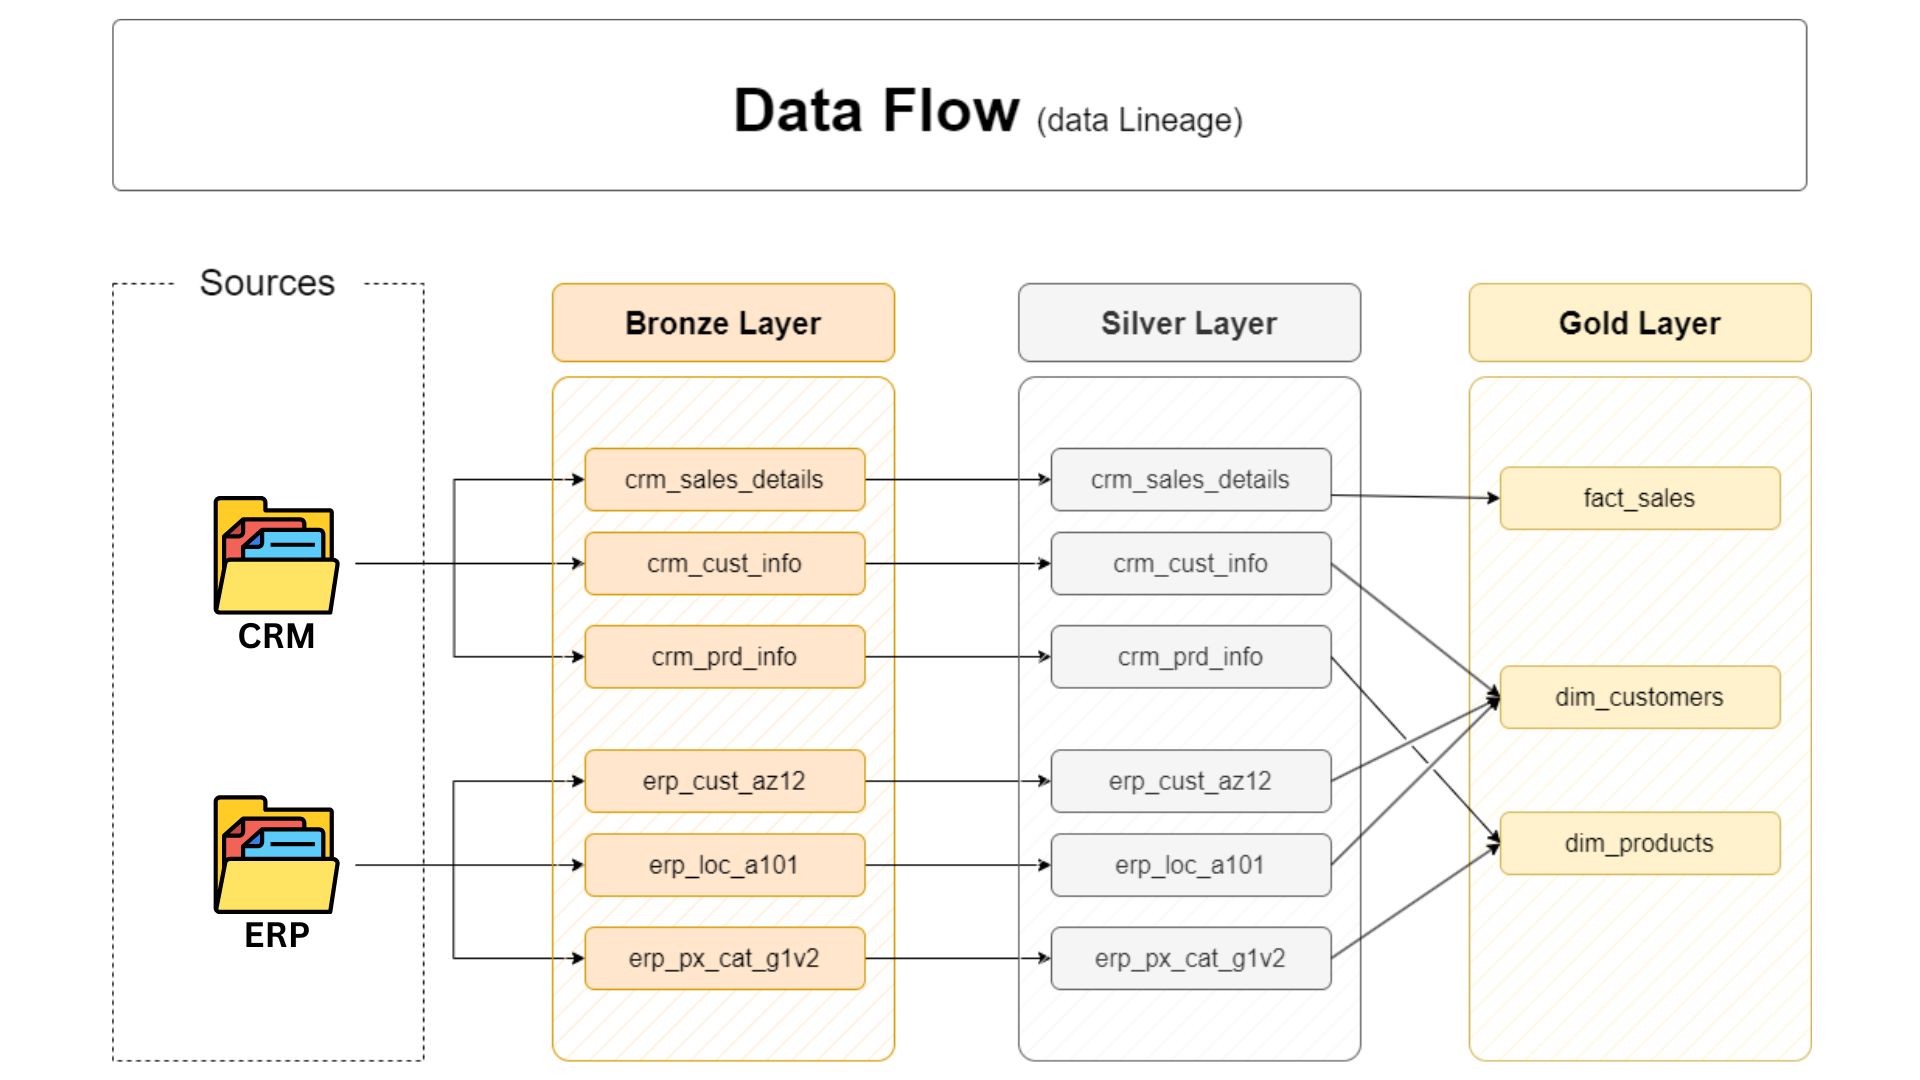 Data Flow (data Lineage)
Sources
Bronze Layer
Silver Layer
Gold Layer
CRM
ERP
crm_sales_details
crm_cust_info
crm_prd_info
erp_cust_az12
erp_loc_a101
erp_px_cat_g1v2
crm_sales_details
crm_cust_info
crm_prd_info
erp_cust_az12
erp_loc_a101
erp_px_cat_g1v2
fact_sales
dim_customers
dim_products